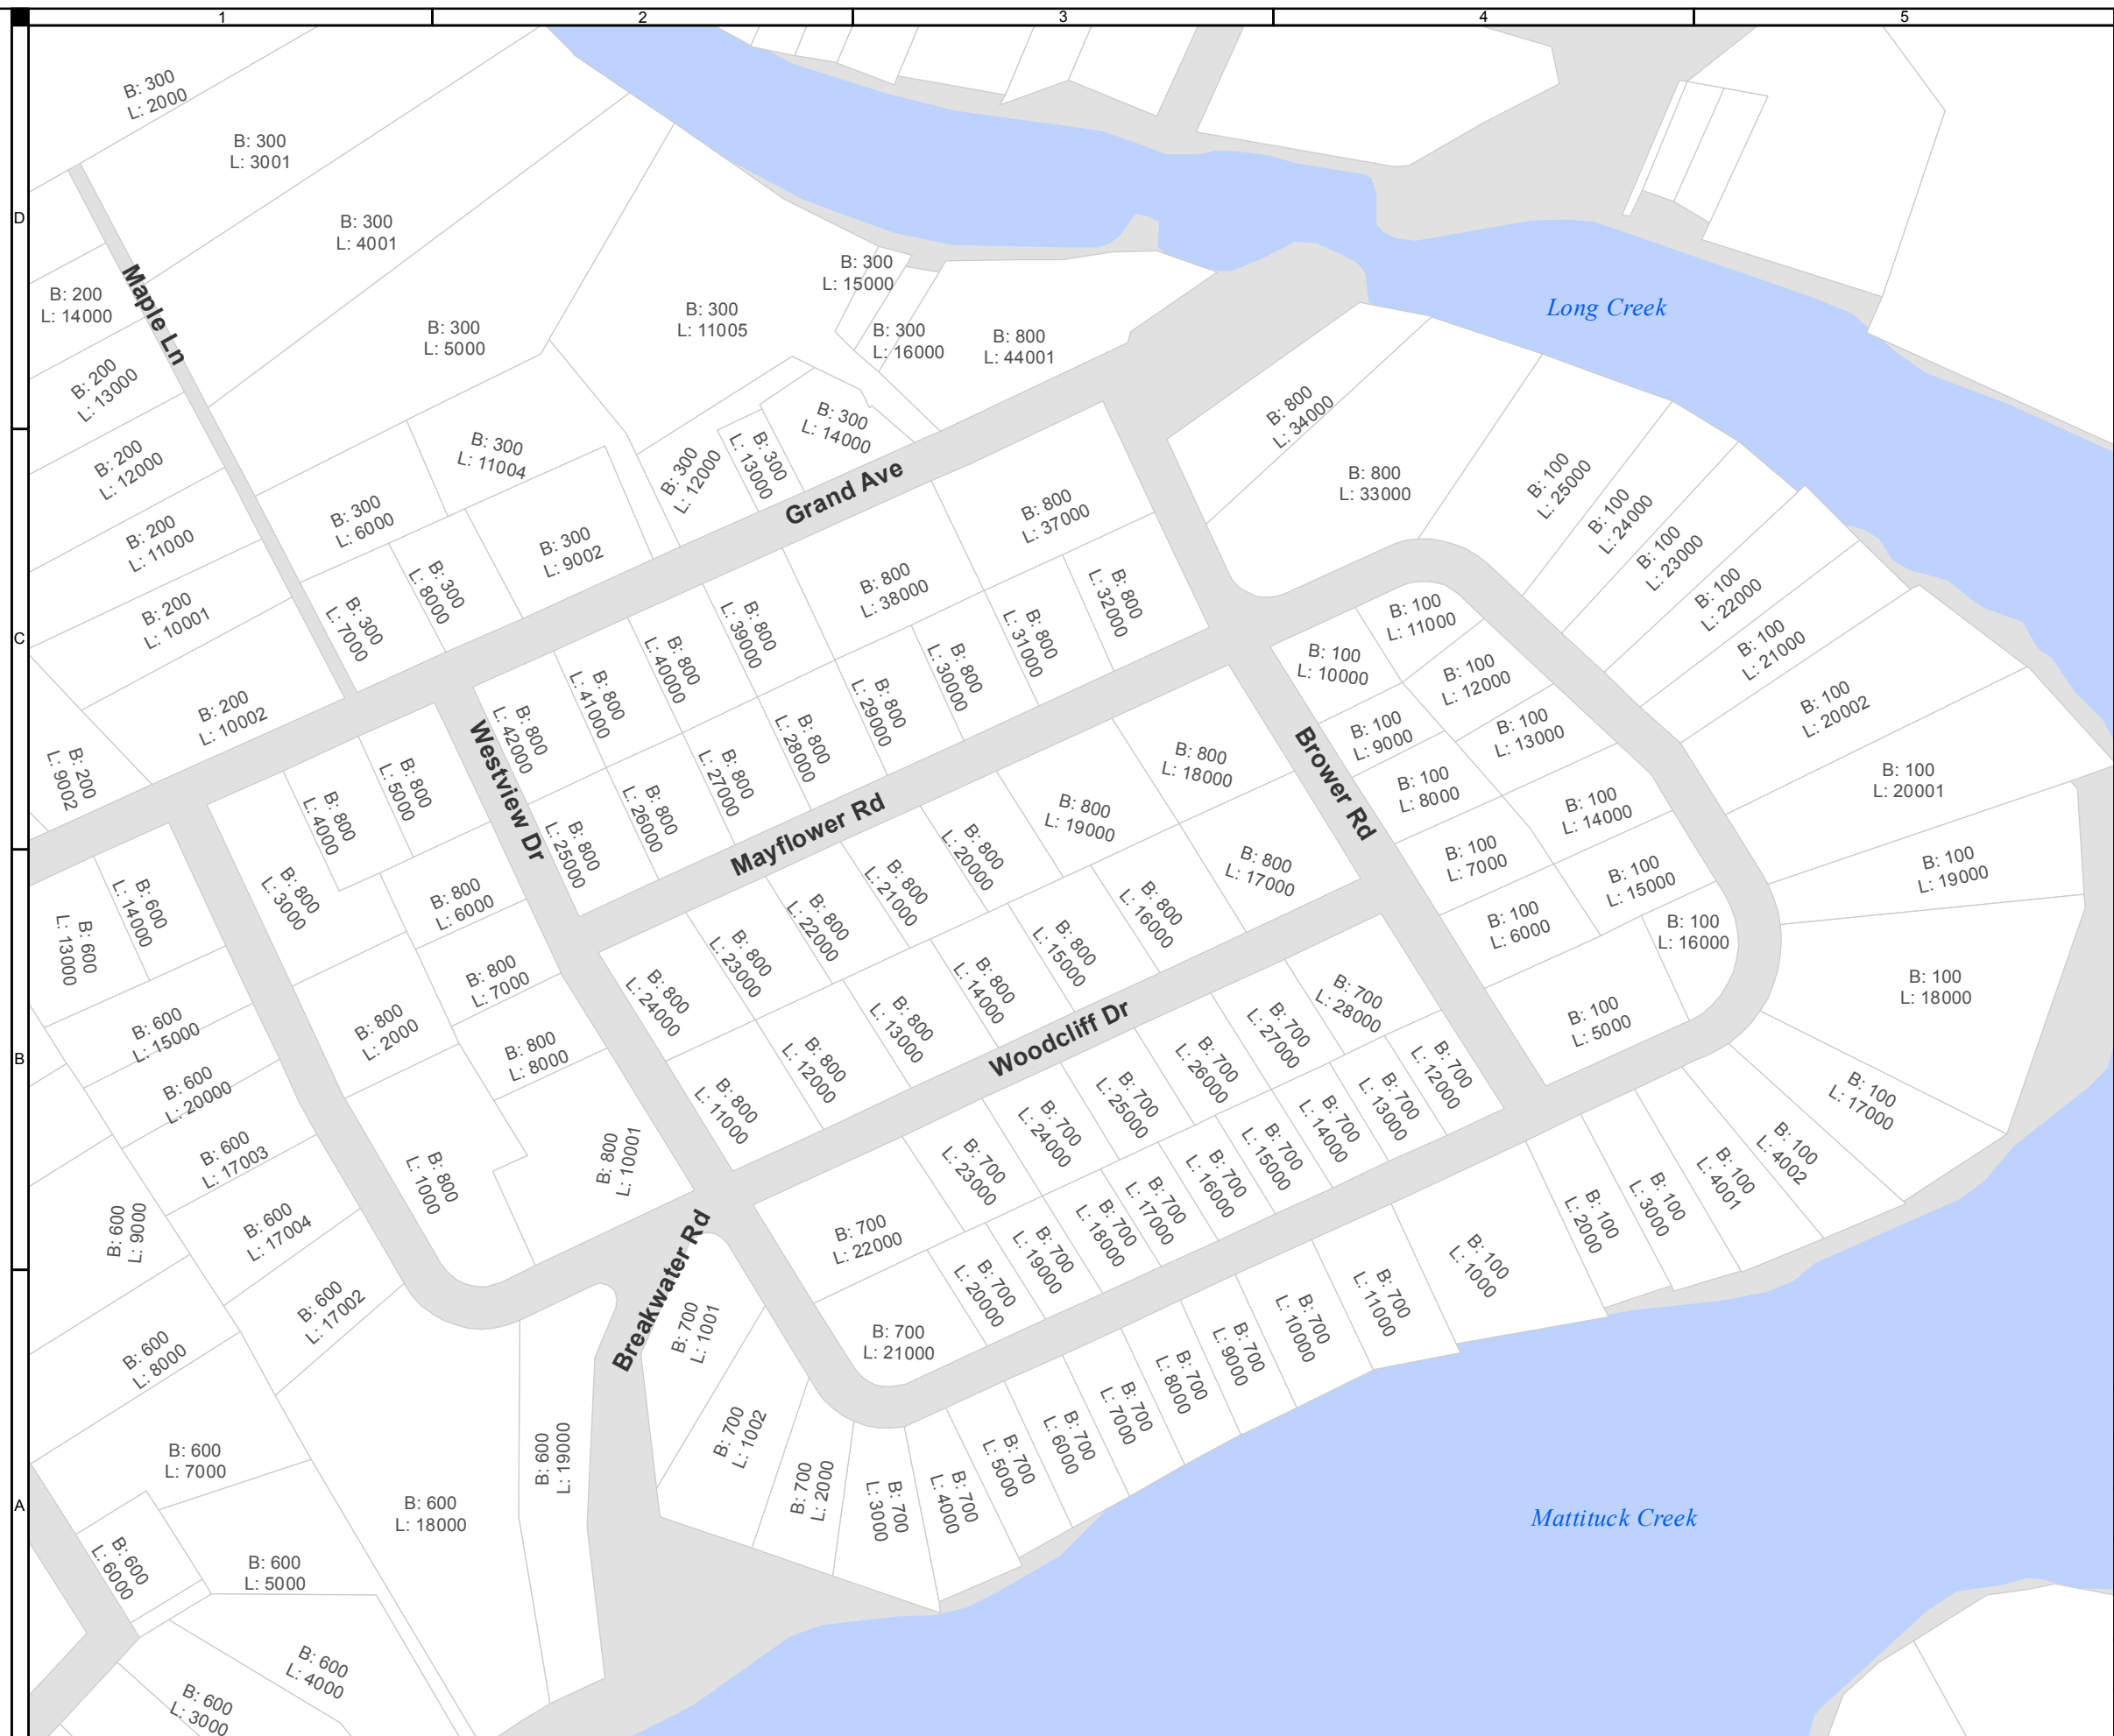 1
2
3
4
5
D
C
B
A
B: 300
L: 2000
B: 300
L: 3001
B: 300
L: 4001
B: 300
L: 5000
B: 300
L: 11005
B: 300
L: 15000
B: 300
L: 16000
B: 800
L: 44001
Long Creek
Maple Ln
B: 200
L: 14000
B: 200
L: 13000
B: 200
L: 12000
B: 200
L: 11000
B: 200
L: 10001
B: 200
L: 10002
B: 200
L: 9002
B: 300
L: 11004
B: 300
L: 6000
B: 300
L: 7000
B: 300
L: 8000
B: 300
L: 9002
B: 300
L: 12000
B: 300
L: 13000
B: 300
L: 14000
Grand Ave
B: 800
L: 34000
B: 800
L: 33000
B: 100
L: 25000
B: 100
L: 24000
B: 100
L: 23000
B: 100
L: 22000
B: 100
L: 21000
B: 100
L: 20002
B: 100
L: 20001
B: 100
L: 19000
B: 100
L: 18000
B: 100
L: 17000
B: 800
L: 37000
B: 800
L: 38000
B: 800
L: 39000
B: 800
L: 40000
B: 800
L: 41000
B: 800
L: 42000
B: 800
L: 32000
B: 800
L: 31000
B: 800
L: 30000
B: 800
L: 29000
B: 800
L: 28000
B: 800
L: 27000
B: 800
L: 26000
B: 800
L: 25000
Westview Dr
Mayflower Rd
Brower Rd
B: 100
L: 11000
B: 100
L: 10000
B: 100
L: 12000
B: 100
L: 9000
B: 100
L: 13000
B: 100
L: 8000
B: 100
L: 14000
B: 100
L: 7000
B: 100
L: 15000
B: 100
L: 6000
B: 100
L: 16000
B: 100
L: 5000
B: 800
L: 5000
B: 800
L: 4000
B: 800
L: 3000
B: 800
L: 6000
B: 800
L: 7000
B: 800
L: 2000
B: 800
L: 8000
B: 800
L: 1000
B: 800
L: 10001
B: 600
L: 14000
B: 600
L: 13000
B: 600
L: 15000
B: 600
L: 20000
B: 600
L: 17003
B: 600
L: 17004
B: 600
L: 17002
B: 600
L: 9000
B: 600
L: 8000
B: 600
L: 7000
B: 600
L: 6000
B: 600
L: 5000
B: 600
L: 4000
B: 600
L: 3000
B: 600
L: 18000
B: 600
L: 19000
B: 800
L: 18000
B: 800
L: 19000
B: 800
L: 20000
B: 800
L: 21000
B: 800
L: 22000
B: 800
L: 23000
B: 800
L: 24000
B: 800
L: 17000
B: 800
L: 16000
B: 800
L: 15000
B: 800
L: 14000
B: 800
L: 13000
B: 800
L: 12000
B: 800
L: 11000
Woodcliff Dr
Breakwater Rd
B: 700
L: 28000
B: 700
L: 27000
B: 700
L: 26000
B: 700
L: 25000
B: 700
L: 24000
B: 700
L: 23000
B: 700
L: 22000
B: 700
L: 21000
B: 700
L: 12000
B: 700
L: 13000
B: 700
L: 14000
B: 700
L: 15000
B: 700
L: 16000
B: 700
L: 17000
B: 700
L: 18000
B: 700
L: 19000
B: 700
L: 20000
B: 100
L: 4002
B: 100
L: 4001
B: 100
L: 3000
B: 100
L: 2000
B: 100
L: 1000
B: 700
L: 11000
B: 700
L: 10000
B: 700
L: 9000
B: 700
L: 8000
B: 700
L: 7000
B: 700
L: 6000
B: 700
L: 5000
B: 700
L: 4000
B: 700
L: 3000
B: 700
L: 2000
B: 700
L: 1002
B: 700
L: 1001
Mattituck Creek